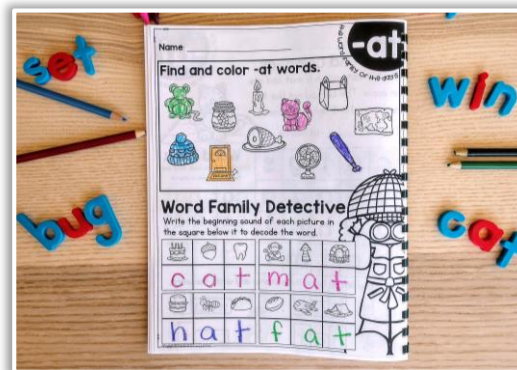 set
bug
win
cat
Name
-at
Find and color -at words.
Word Family Detective
Write the beginning sound of each picture in
the square below it to decode the word.
c a t m a t
h a t f a t